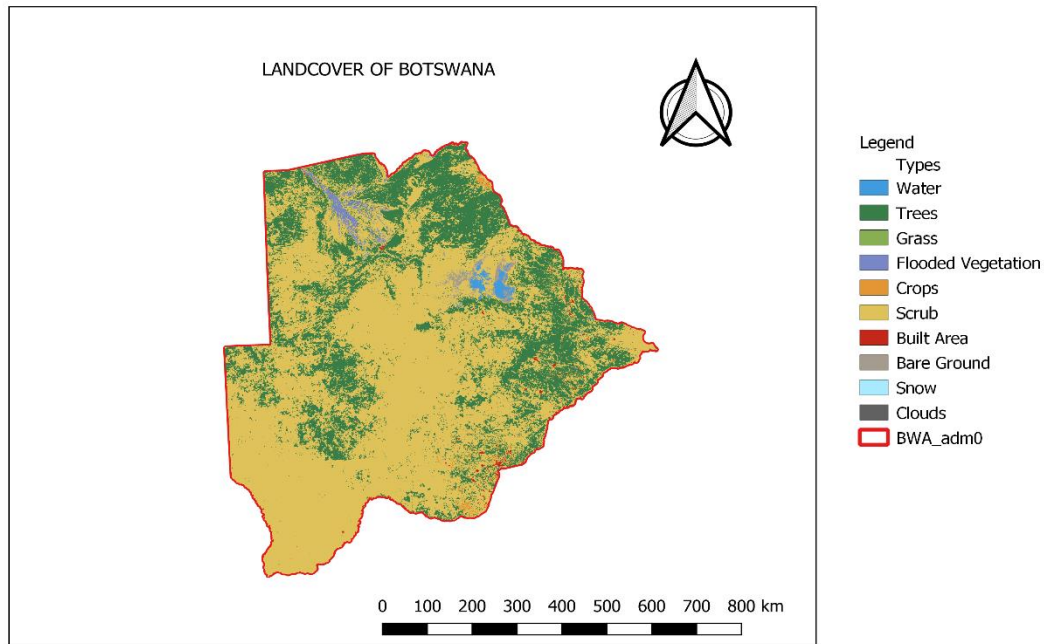 LANDCOVER OF BOTSWANA
Legend
Types
Water
Trees
Grass
Flooded Vegetation
Crops
Scrub
Built Area
Bare Ground
Snow
Clouds
BWA_adm0
0 100 200 300 400 500 600 700 800 km